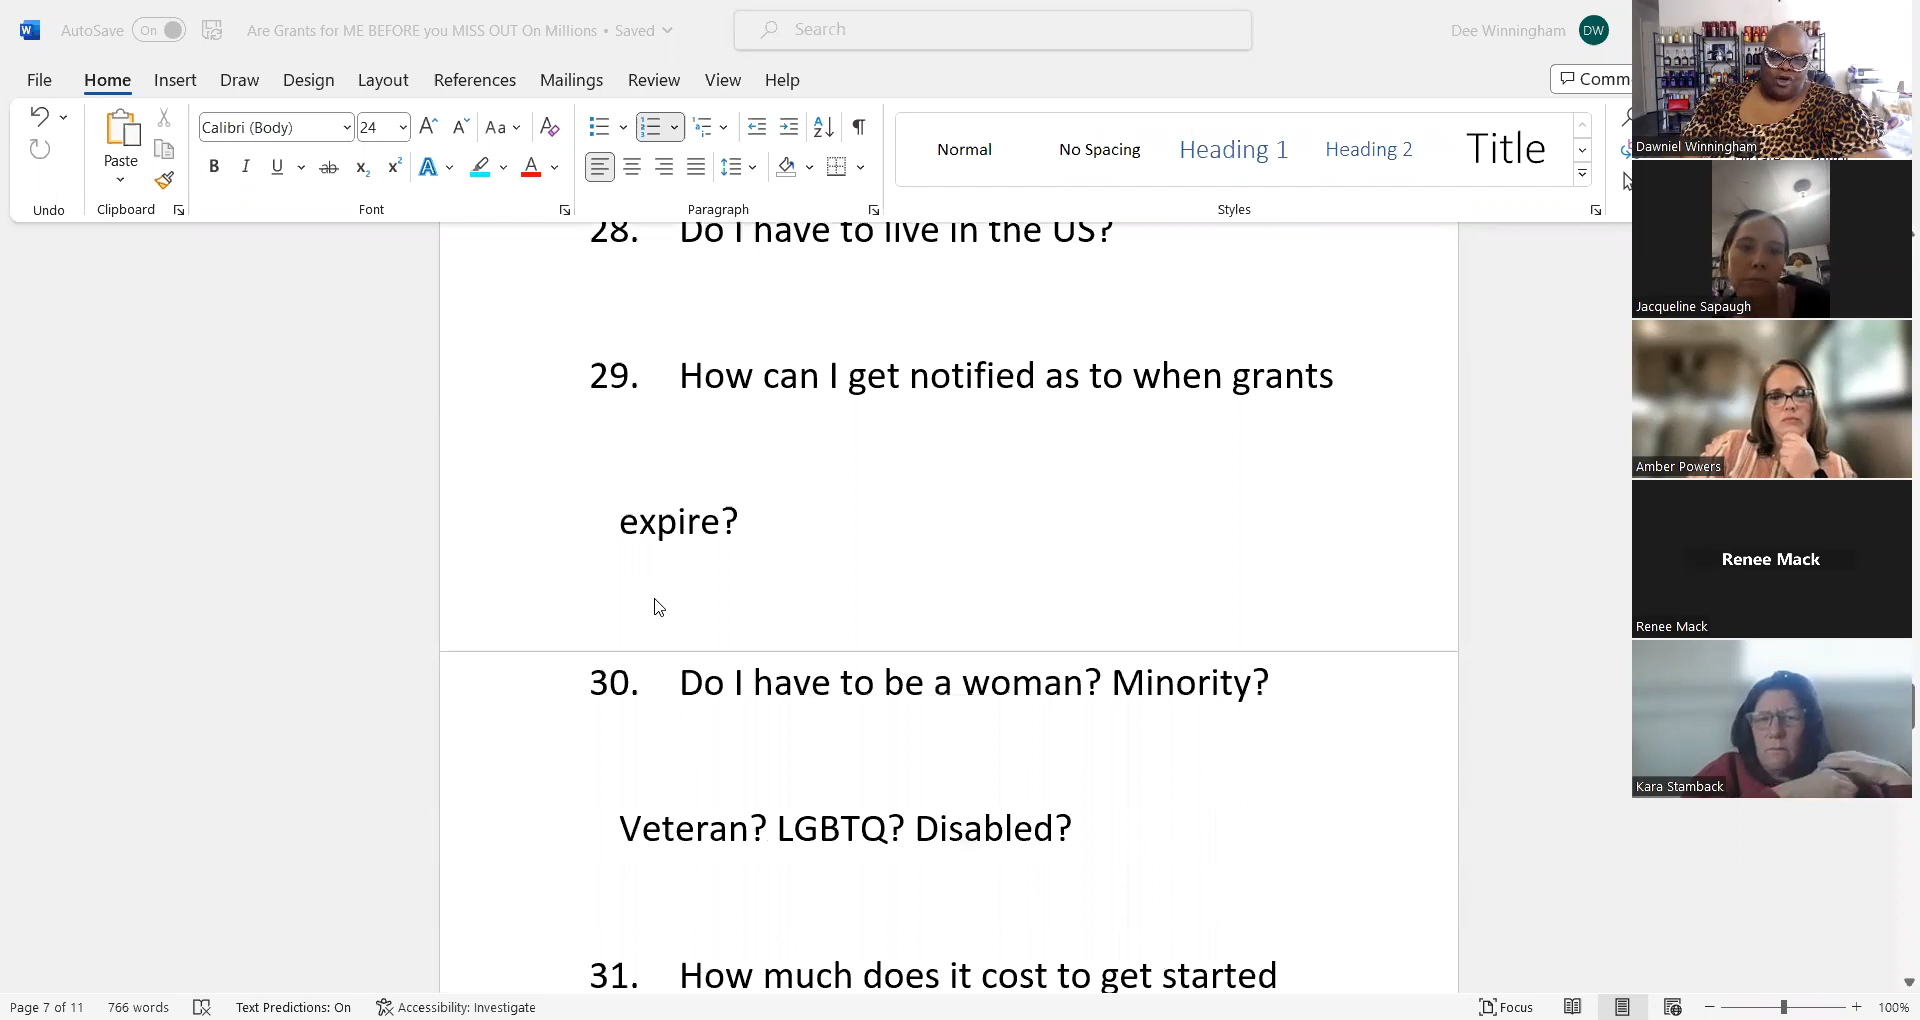 AutoSave On Are Grants for ME BEFORE you MISS OUT On Millions • Saved Search Dee Winningham DW
File Home Insert Draw Design Layout References Mailings Review View Help Comm
Calibri (Body) 24 Aa
Paste
B I U ab x₂ x² A A
Normal No Spacing Heading 1 Heading 2 Title
Undo Clipboard Font Paragraph Styles
28. Do I have to live in the US?
29. How can I get notified as to when grants
expire?
30. Do I have to be a woman? Minority?
Veteran? LGBTQ? Disabled?
31. How much does it cost to get started
Dawniel Winningham
Jacqueline Sapaugh
Amber Powers
Renee Mack
Renee Mack
Kara Stamback
Page 7 of 11 766 words Text Predictions: On Accessibility: Investigate Focus 100%